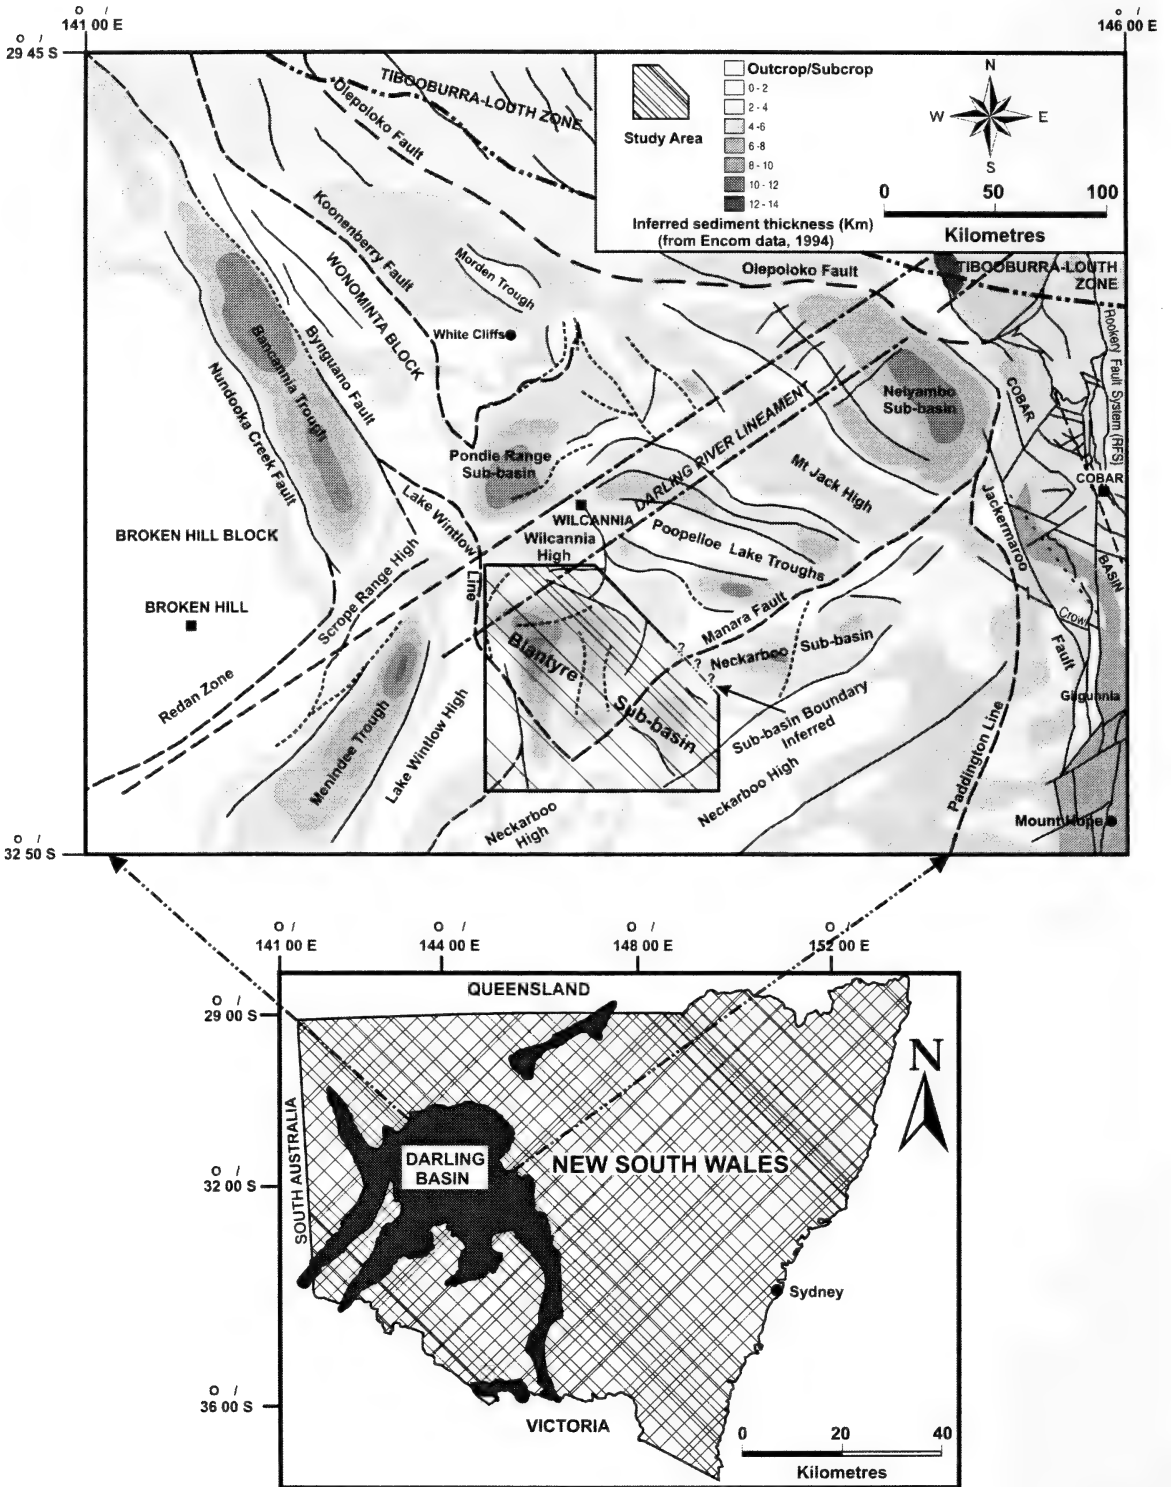 O /
141 00 E
O /
146 00 E
O /
29 45 S
TIBOOBURRA-LOUTH ZONE
Olepoloko Fault
Study Area
Outcrop/Subcrop
0 - 2
2 - 4
4 - 6
6 - 8
8 - 10
10 - 12
12 - 14
Inferred sediment thickness (Km)
(from Encom data, 1994)
N
W
E
S
0
50
100
Kilometres
Koonenberry Fault
WONOMINTA BLOCK
Morden Trough
White Cliffs
Olepoloko Fault
TIBOOBURRA-LOUTH
ZONE
Rookery Fault System (RFS)
Bancannia Trough
Bynguano Fault
Nundooka Creek Fault
Pondie Range
Sub-basin
DARLING RIVER LINEAMENT
Nelyambo
Sub-basin
COBAR
COBAR
BASIN
Mt Jack High
Jackermaroo
Fault
Lake Wintlow
Line
WILCANNIA
Wilcannia
High
Poopelloe Lake Troughs
BROKEN HILL BLOCK
BROKEN HILL
Scrope Range High
Redan Zone
Menindee Trough
Lake Wintlow High
Blantyre
Sub-basin
Manara Fault
?
?
?
Neckarboo Sub-basin
Sub-basin Boundary
Inferred
Neckarboo High
Neckarboo
High
Paddington Line
Crowl
Gilgunnia
Mount Hope
O /
32 50 S
O /
141 00 E
O /
144 00 E
O /
148 00 E
O /
152 00 E
QUEENSLAND
O /
29 00 S
N
SOUTH AUSTRALIA
DARLING
BASIN
NEW SOUTH WALES
O /
32 00 S
Sydney
O /
36 00 S
VICTORIA
0
20
40
Kilometres